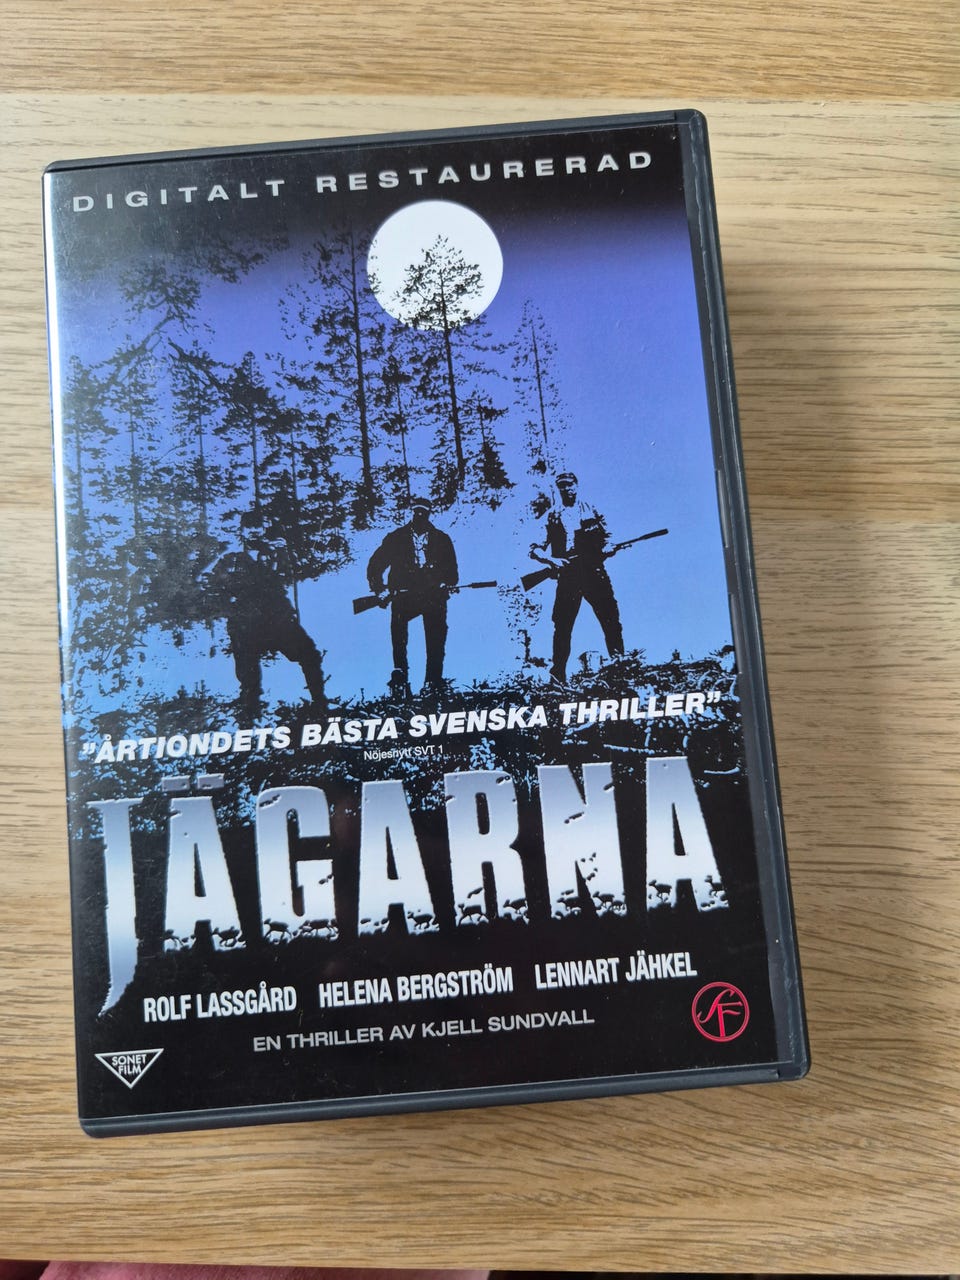 DIGITALT RESTAURERAD
"ÅRTIONDETS BÄSTA SVENSKA THRILLER"
Nöjesnytt SVT 1
JÄGARNA
ROLF LASSGÅRD HELENA BERGSTRÖM LENNART JÄHKEL
EN THRILLER AV KJELL SUNDVALL
SONET
FILM
SF